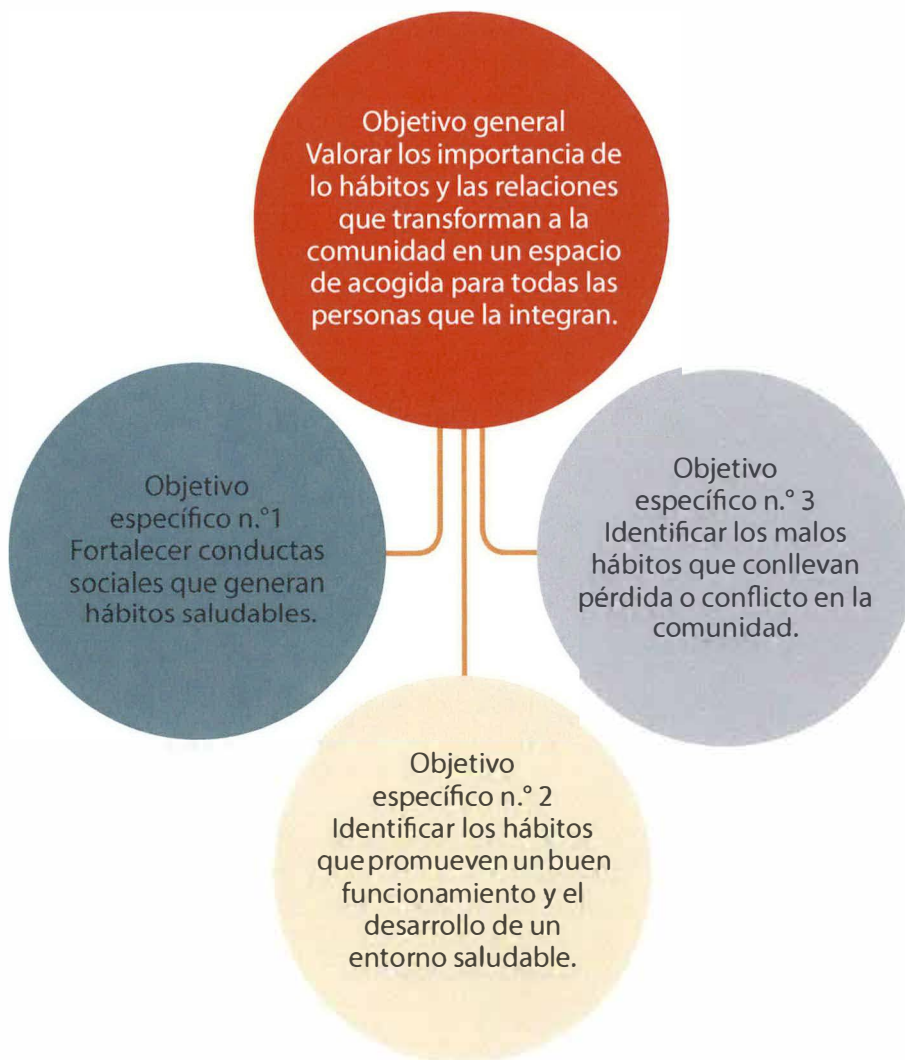 Objetivo general
Valorar los importancia de
lo hábitos y las relaciones
que transforman a la
comunidad en un espacio
de acogida para todas las
personas que la integran.
Objetivo
específico n.°1
Fortalecer conductas
sociales que generan
hábitos saludables.
Objetivo
específico n.° 2
Identificar los hábitos
que promueven un buen
funcionamiento y el
desarrollo de un
entorno saludable.
Objetivo
específico n.° 3
Identificar los malos
hábitos que conllevan
pérdida o conflicto en la
comunidad.